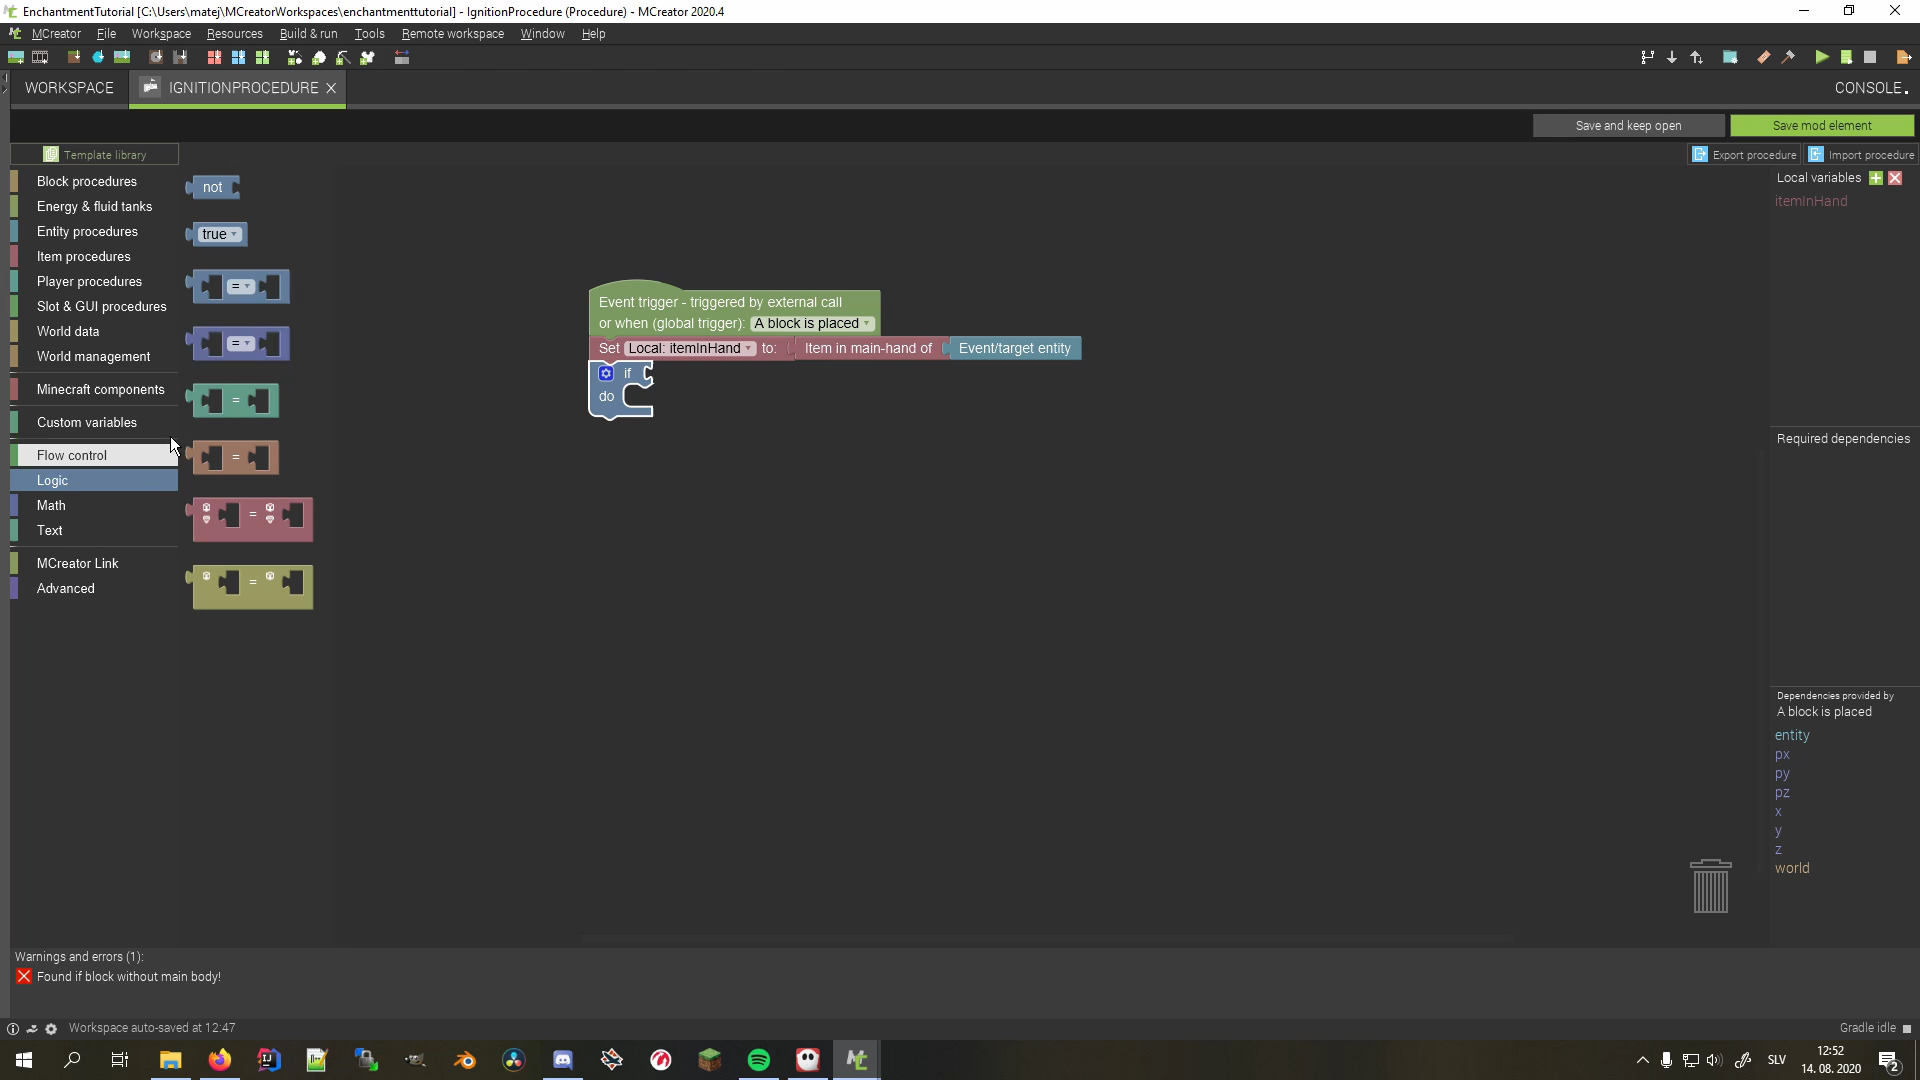 EnchantmentTutorial [C:\Users\matej\MCreatorWorkspaces\enchantmenttutorial] - IgnitionProcedure (Procedure) - MCreator 2020.4
MCreator File Workspace Resources Build & run Tools Remote workspace Window Help
WORKSPACE IGNITIONPROCEDURE CONSOLE
Save and keep open Save mod element
Template library
Export procedure Import procedure
Block procedures
Energy & fluid tanks
Entity procedures
Item procedures
Player procedures
Slot & GUI procedures
World data
World management
Minecraft components
Custom variables
Flow control
Logic
Math
Text
MCreator Link
Advanced
not
true
=
=
=
=
=
=
Event trigger - triggered by external call
or when (global trigger): A block is placed
Set Local: itemInHand to: Item in main-hand of Event/target entity
if
do
Local variables
itemInHand
Required dependencies
Dependencies provided by
A block is placed
entity
px
py
pz
x
y
z
world
Warnings and errors (1):
Found if block without main body!
Workspace auto-saved at 12:47
Gradle idle
SLV
12:52
14. 08. 2020
2